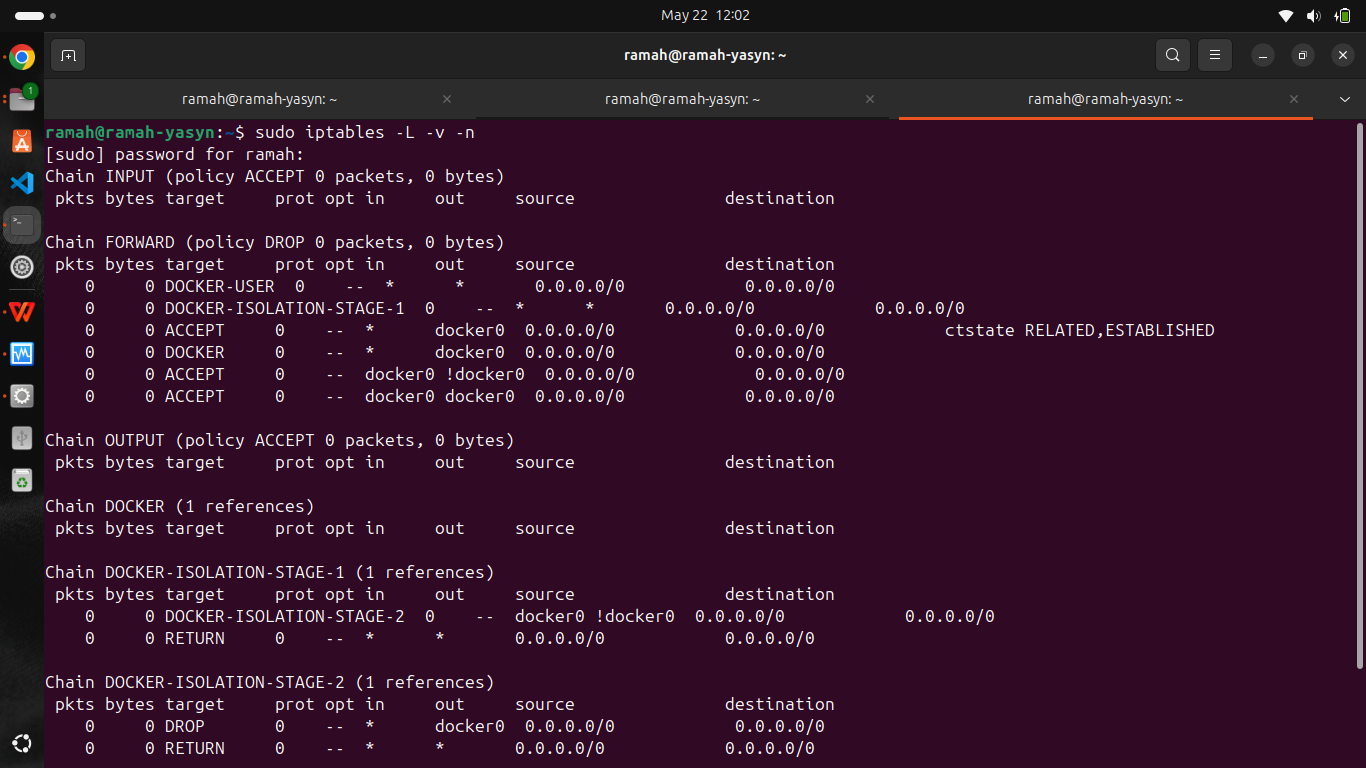 May 22 12:02
ramah@ramah-yasyn: ~
1
ramah@ramah-yasyn: ~ ramah@ramah-yasyn: ~ ramah@ramah-yasyn: ~
ramah@ramah-yasyn:~$ sudo iptables -L -v -n
[sudo] password for ramah:
Chain INPUT (policy ACCEPT 0 packets, 0 bytes)
 pkts bytes target     prot opt in     out     source               destination

Chain FORWARD (policy DROP 0 packets, 0 bytes)
 pkts bytes target     prot opt in     out     source               destination
    0     0 DOCKER-USER  0    --  *      *       0.0.0.0/0            0.0.0.0/0
    0     0 DOCKER-ISOLATION-STAGE-1  0    --  *      *       0.0.0.0/0            0.0.0.0/0
    0     0 ACCEPT     0    --  *      docker0  0.0.0.0/0            0.0.0.0/0            ctstate RELATED,ESTABLISHED
    0     0 DOCKER     0    --  *      docker0  0.0.0.0/0            0.0.0.0/0
    0     0 ACCEPT     0    --  docker0 !docker0  0.0.0.0/0            0.0.0.0/0
    0     0 ACCEPT     0    --  docker0 docker0  0.0.0.0/0            0.0.0.0/0

Chain OUTPUT (policy ACCEPT 0 packets, 0 bytes)
 pkts bytes target     prot opt in     out     source               destination

Chain DOCKER (1 references)
 pkts bytes target     prot opt in     out     source               destination

Chain DOCKER-ISOLATION-STAGE-1 (1 references)
 pkts bytes target     prot opt in     out     source               destination
    0     0 DOCKER-ISOLATION-STAGE-2  0    --  docker0 !docker0  0.0.0.0/0            0.0.0.0/0
    0     0 RETURN     0    --  *      *       0.0.0.0/0            0.0.0.0/0

Chain DOCKER-ISOLATION-STAGE-2 (1 references)
 pkts bytes target     prot opt in     out     source               destination
    0     0 DROP       0    --  *      docker0  0.0.0.0/0            0.0.0.0/0
    0     0 RETURN     0    --  *      *       0.0.0.0/0            0.0.0.0/0